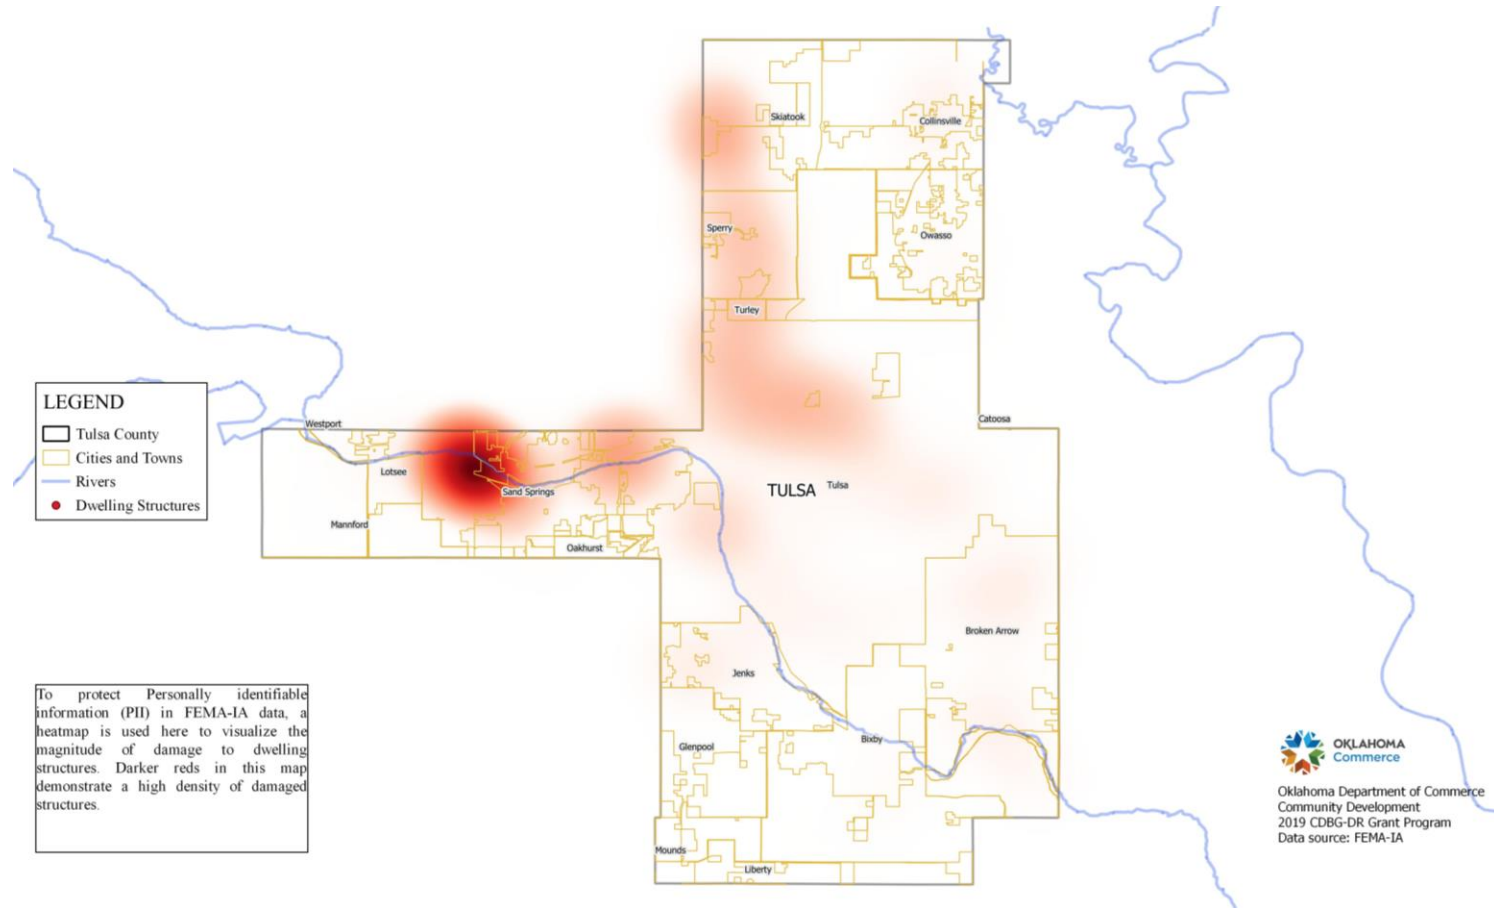 Skiatook
Collinsville
Sperry
Owasso
Turley
LEGEND
Tulsa County
Cities and Towns
Rivers
Dwelling Structures
Westport
Catoosa
Lotsee
Sand Springs
TULSA
Tulsa
Mannford
Oakhurst
Broken Arrow
Jenks
Bixby
Glenpool
Mounds
Liberty
To protect Personally identifiable
information (PII) in FEMA-IA data, a
heatmap is used here to visualize the
magnitude of damage to dwelling
structures. Darker reds in this map
demonstrate a high density of damaged
structures.
OKLAHOMA
Commerce
Oklahoma Department of Commerce
Community Development
2019 CDBG-DR Grant Program
Data source: FEMA-IA